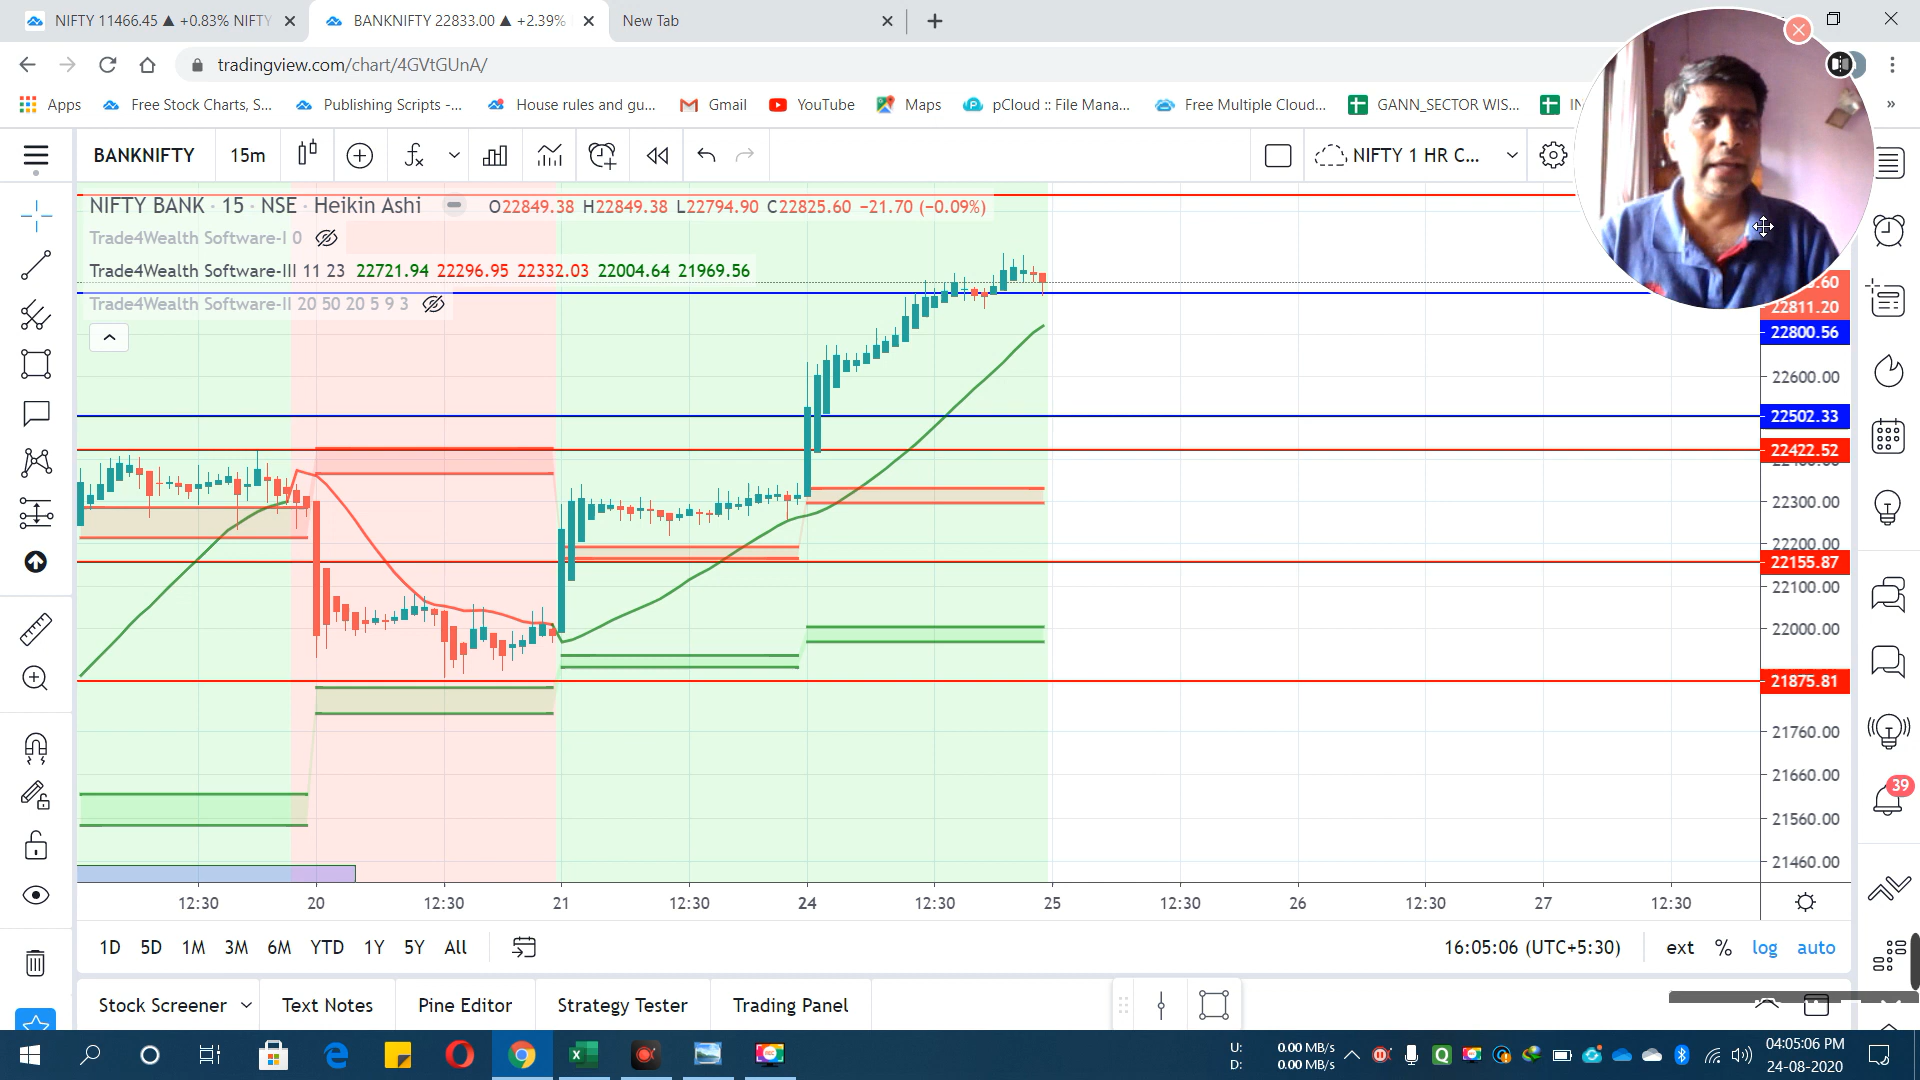 NIFTY 11466.45 ▲ +0.83% NIFTY
BANKNIFTY 22833.00 ▲ +2.39%
New Tab
tradingview.com/chart/4GVtGUnA/
Apps
Free Stock Charts, S...
Publishing Scripts -...
House rules and gu...
Gmail
YouTube
Maps
pCloud :: File Mana...
Free Multiple Cloud...
GANN_SECTOR WIS...
»
BANKNIFTY
15m
NIFTY 1 HR C...
NIFTY BANK · 15 · NSE · Heikin Ashi
O22849.38 H22849.38 L22794.90 C22825.60 −21.70 (−0.09%)
Trade4Wealth Software-I 0
Trade4Wealth Software-III 11 23 22721.94 22296.95 22332.03 22004.64 21969.56
Trade4Wealth Software-II 20 50 20 5 9 3
.60
22811.20
22800.56
22600.00
22502.33
22422.52
22300.00
22200.00
22155.87
22100.00
22000.00
21875.81
21760.00
21660.00
21560.00
21460.00
39
12:30
20
12:30
21
12:30
24
12:30
25
12:30
26
12:30
27
12:30
1D 5D 1M 3M 6M YTD 1Y 5Y All
16:05:06 (UTC+5:30)
ext % log auto
Stock Screener
Text Notes
Pine Editor
Strategy Tester
Trading Panel
U: 0.00 MB/s
D: 0.00 MB/s
04:05:06 PM
24-08-2020